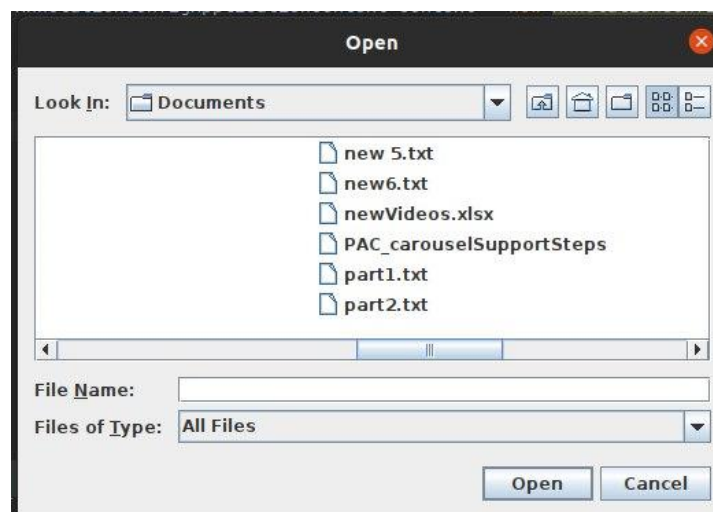 Open
Look In: Documents
new 5.txt
new6.txt
newVideos.xlsx
PAC_carouselSupportSteps
part1.txt
part2.txt
File Name:
Files of Type: All Files
Open Cancel